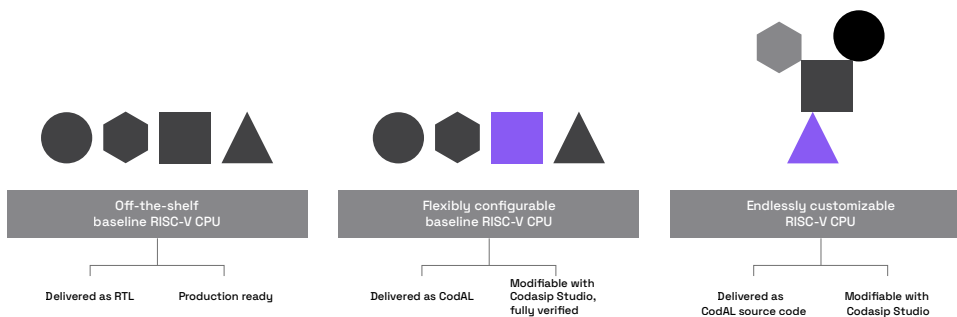 Off-the-shelf
baseline RISC-V CPU
Delivered as RTL
Production ready
Flexibly configurable
baseline RISC-V CPU
Delivered as CodAL
Modifiable with
Codasip Studio,
fully verified
Endlessly customizable
RISC-V CPU
Delivered as
CodAL source code
Modifiable with
Codasip Studio